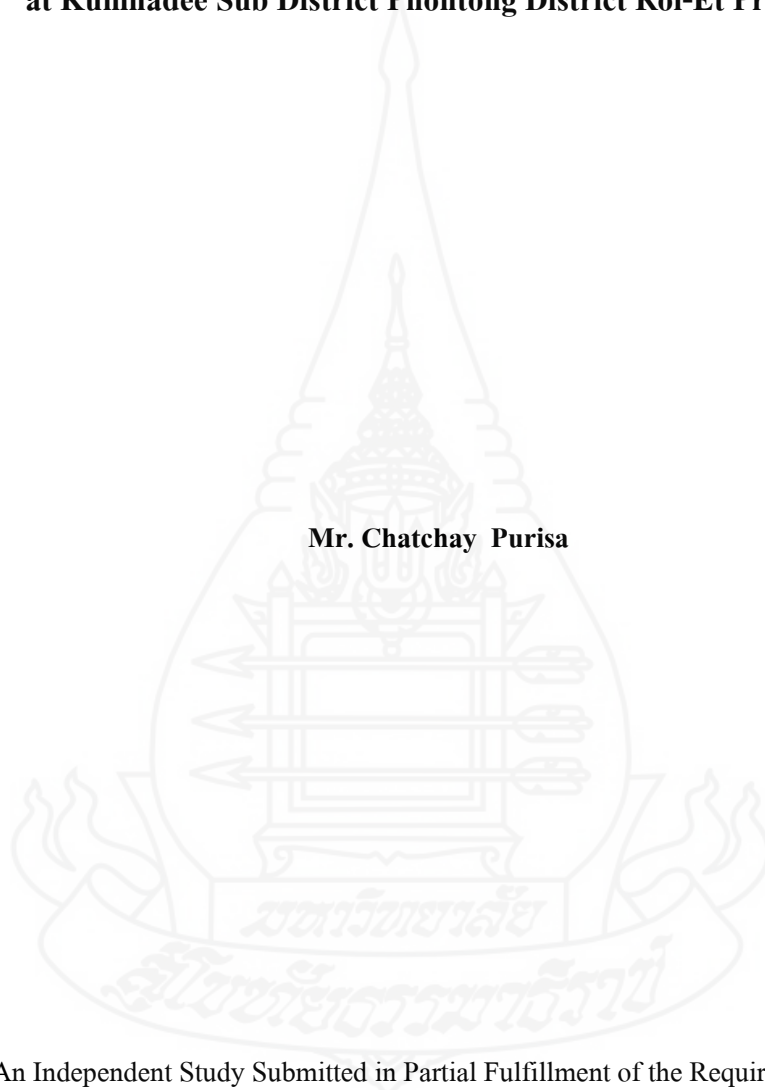 at Kummadee Sub District Phontong District Roi-Et Pr
Mr. Chatchay Purisa
มหาวิทยาลัย
สุโขทัยธรรมาธิราช
An Independent Study Submitted in Partial Fulfillment of the Requir